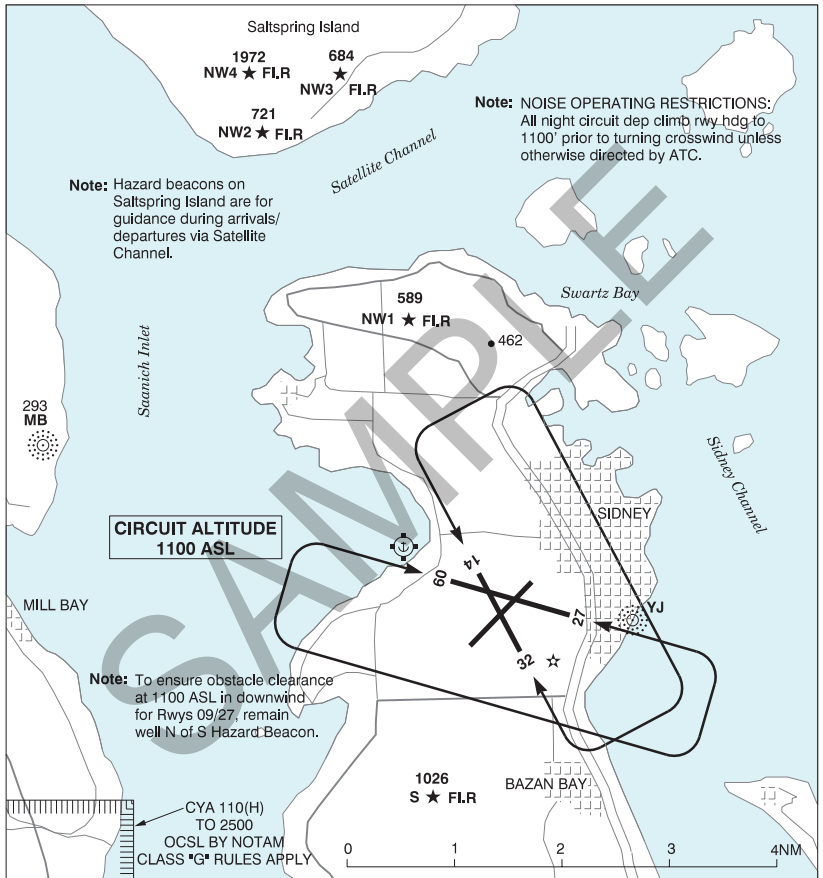 Saltspring Island
1972
NW4 ★ Fl.R
684
NW3 ★ Fl.R
721
NW2 ★ Fl.R
Note: NOISE OPERATING RESTRICTIONS:
All night circuit dep climb rwy hdg to
1100' prior to turning crosswind unless
otherwise directed by ATC.
Satellite Channel
Note: Hazard beacons on
Saltspring Island are for
guidance during arrivals/
departures via Satellite
Channel.
Swartz Bay
589
NW1 ★ Fl.R
462
Saanich Inlet
293
MB
Sidney Channel
SIDNEY
CIRCUIT ALTITUDE
1100 ASL
14
09
27
YJ
32
MILL BAY
Note: To ensure obstacle clearance
at 1100 ASL in downwind
for Rwys 09/27, remain
well N of S Hazard Beacon.
1026
S ★ Fl.R
BAZAN BAY
CYA 110(H)
TO 2500
OCSL BY NOTAM
CLASS "G" RULES APPLY
0 1 2 3 4NM
SAMPLE